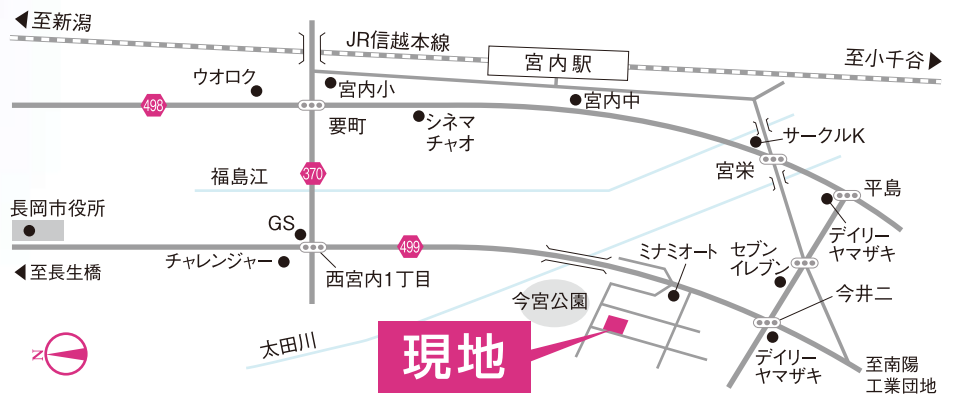 至新潟
JR信越本線
宮内駅
至小千谷
ウオロク
宮内小
宮内中
498
要町
シネマ
チャオ
サークルK
宮栄
福島江
370
平島
長岡市役所
GS
499
デイリー
ヤマザキ
ミナミオート
セブン
イレブン
チャレンジャー
至長生橋
西宮内1丁目
今宮公園
今井二
N
太田川
現地
デイリー
ヤマザキ
至南陽
工業団地